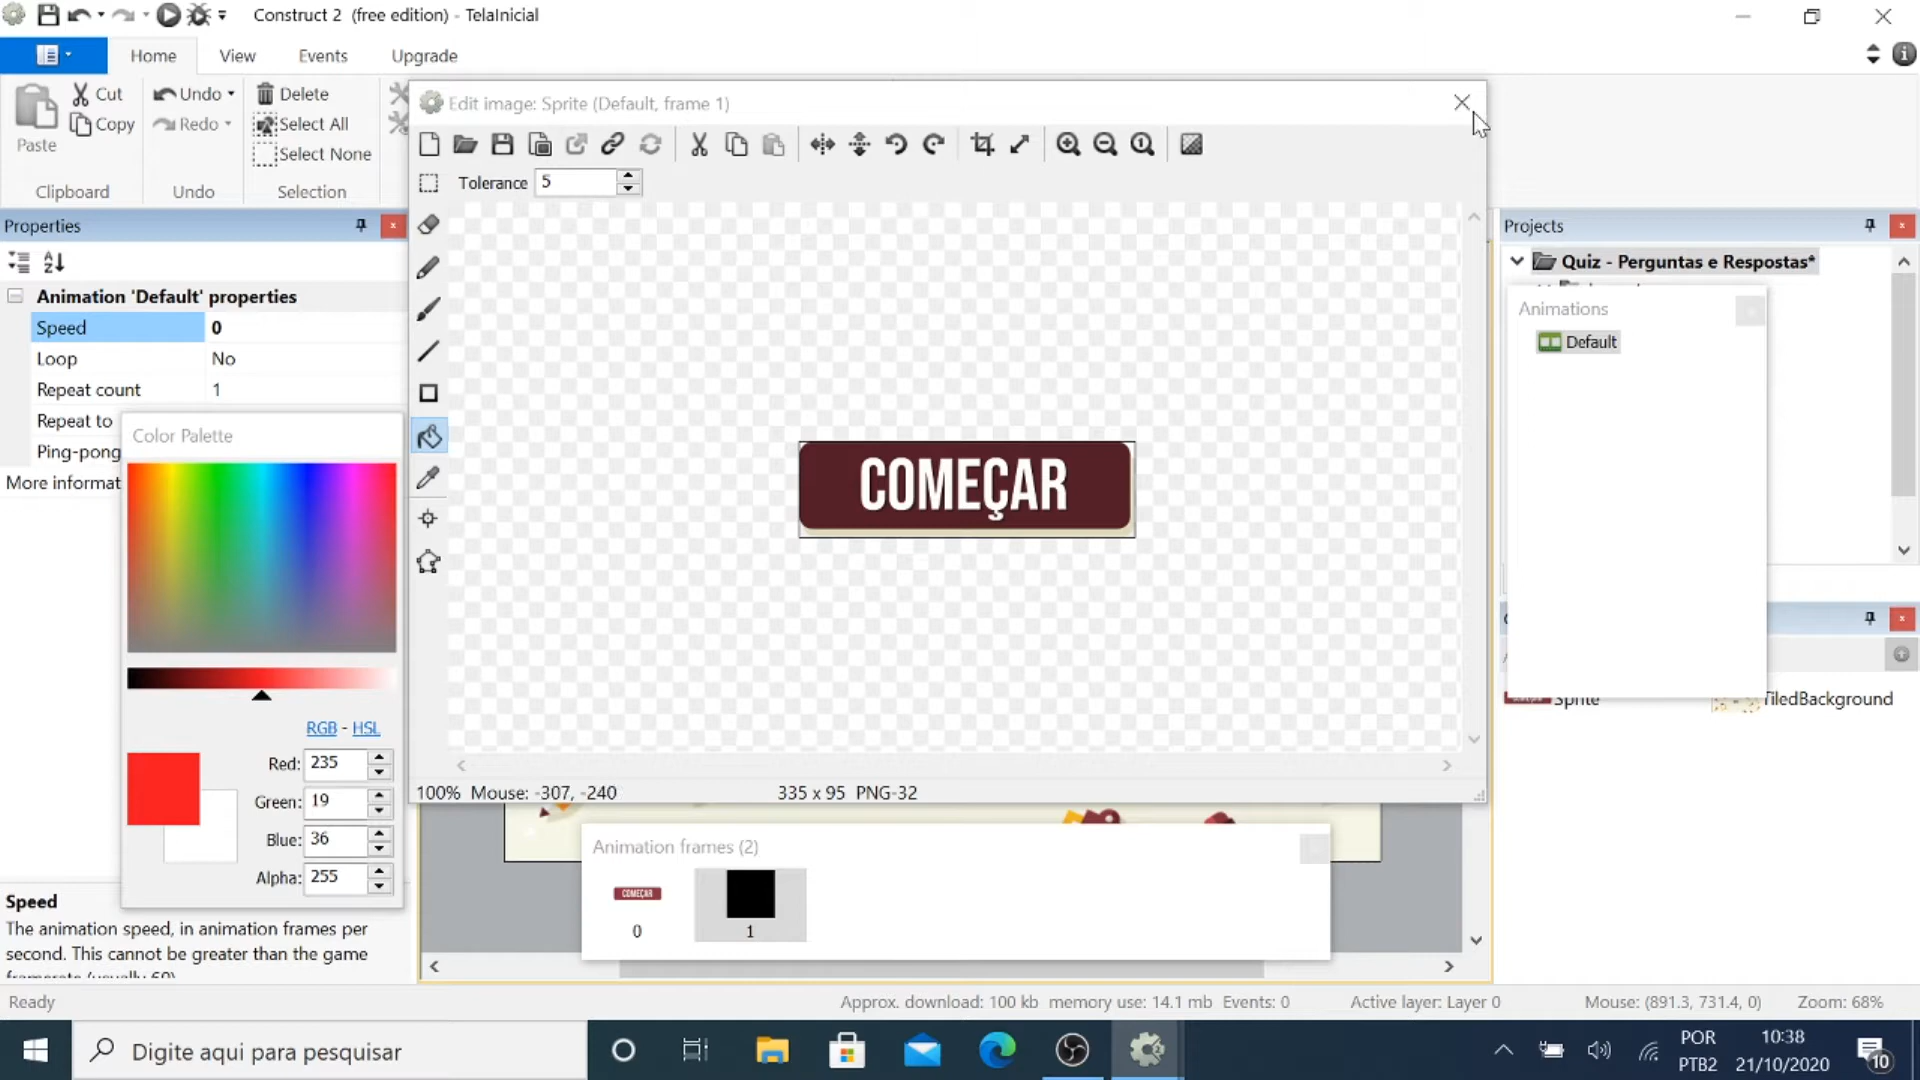 Construct 2 (free edition) - TelaInicial
Home View Events Upgrade
Paste
Cut
Copy
Clipboard
Undo
Redo
Undo
Delete
Select All
Select None
Selection
Edit image: Sprite (Default, frame 1)
Tolerance 5
Properties
Animation 'Default' properties
Speed 0
Loop No
Repeat count 1
Repeat to
Ping-pong
More informat
Color Palette
RGB - HSL
Red: 235
Green: 19
Blue: 36
Alpha: 255
Speed
The animation speed, in animation frames per
second. This cannot be greater than the game
framerate (usually 60)
COMEÇAR
100% Mouse: -307, -240 335 x 95 PNG-32
Animation frames (2)
COMEÇAR
0
1
Projects
Quiz - Perguntas e Respostas*
Animations
Default
Sprite
TiledBackground
Ready
Approx. download: 100 kb memory use: 14.1 mb Events: 0 Active layer: Layer 0 Mouse: (891.3, 731.4, 0) Zoom: 68%
Digite aqui para pesquisar
POR
PTB2
10:38
21/10/2020
10